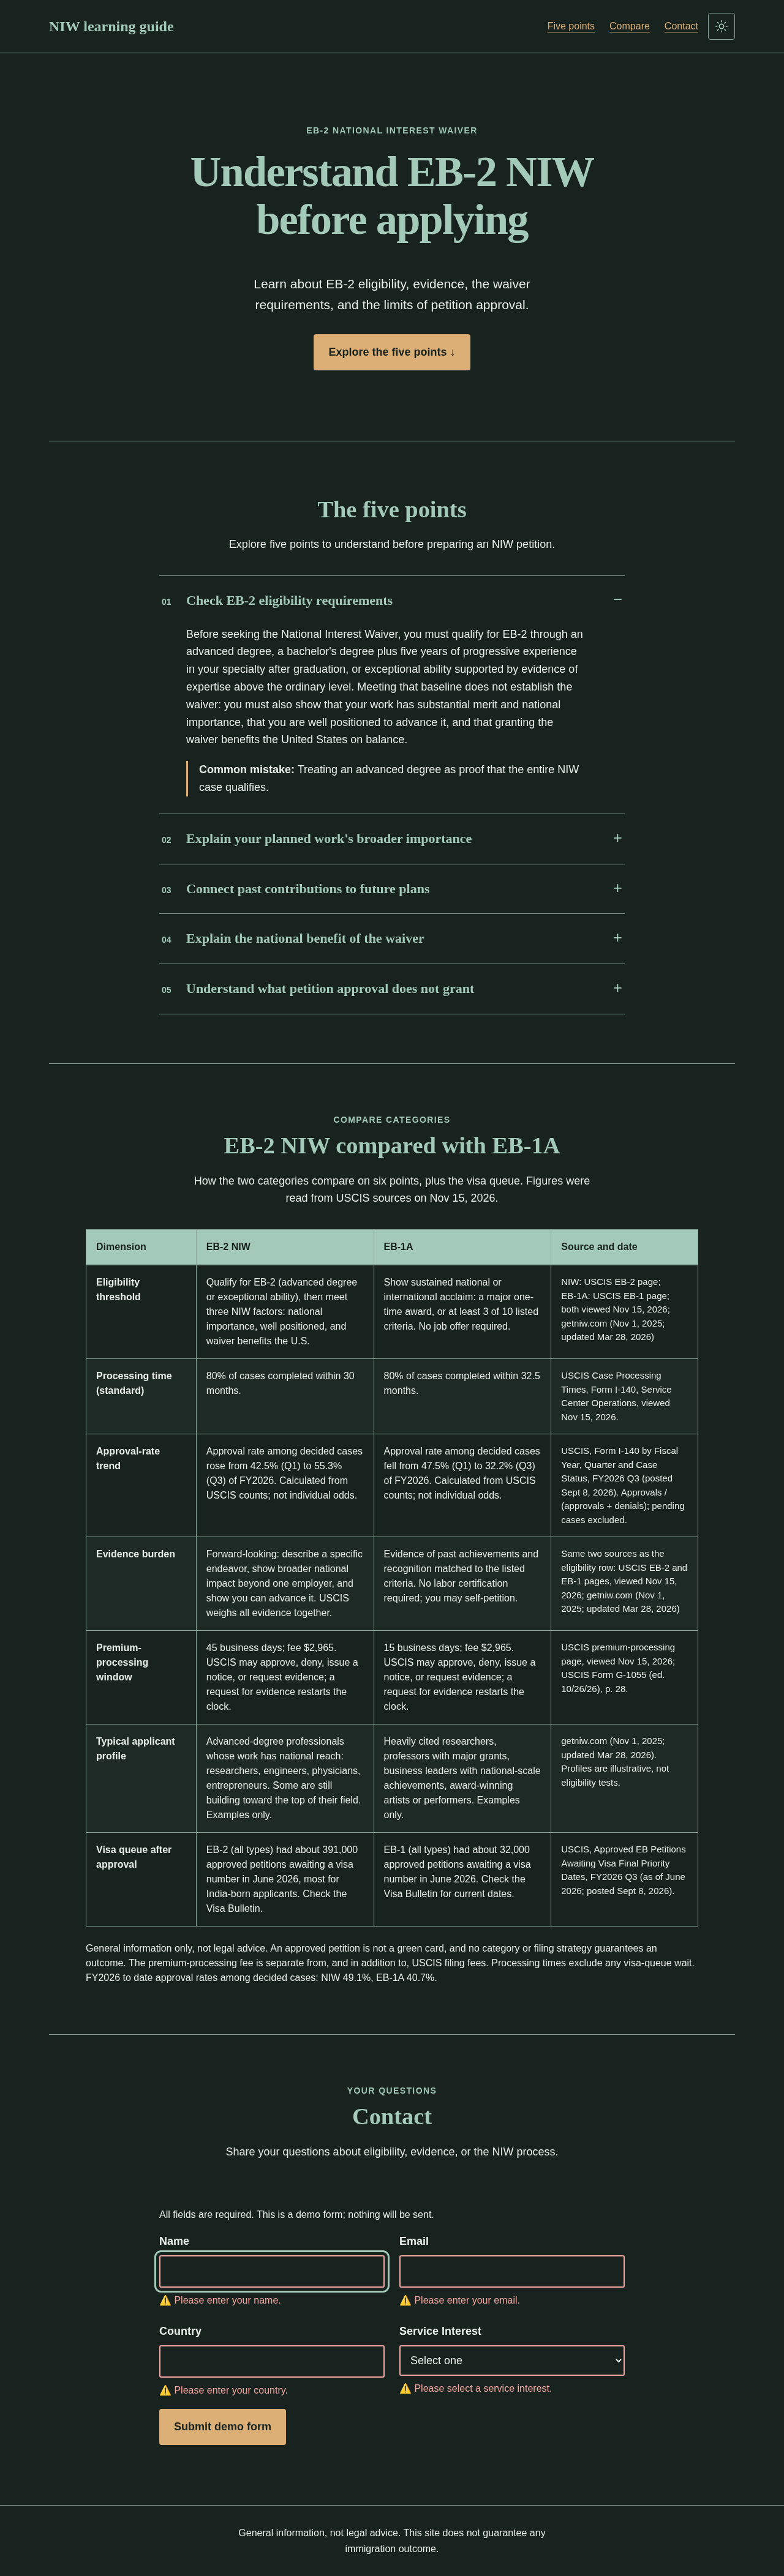 NIW learning guide
Five points
Compare
Contact
EB-2 NATIONAL INTEREST WAIVER
Understand EB-2 NIW
before applying
Learn about EB-2 eligibility, evidence, the waiver
requirements, and the limits of petition approval.
Explore the five points ↓
The five points
Explore five points to understand before preparing an NIW petition.
01 Check EB-2 eligibility requirements −
Before seeking the National Interest Waiver, you must qualify for EB-2 through an
advanced degree, a bachelor's degree plus five years of progressive experience
in your specialty after graduation, or exceptional ability supported by evidence of
expertise above the ordinary level. Meeting that baseline does not establish the
waiver: you must also show that your work has substantial merit and national
importance, that you are well positioned to advance it, and that granting the
waiver benefits the United States on balance.
Common mistake: Treating an advanced degree as proof that the entire NIW
case qualifies.
02 Explain your planned work's broader importance +
03 Connect past contributions to future plans +
04 Explain the national benefit of the waiver +
05 Understand what petition approval does not grant +
COMPARE CATEGORIES
EB-2 NIW compared with EB-1A
How the two categories compare on six points, plus the visa queue. Figures were
read from USCIS sources on Nov 15, 2026.
Dimension
EB-2 NIW
EB-1A
Source and date
Eligibility
threshold
Qualify for EB-2 (advanced degree
or exceptional ability), then meet
three NIW factors: national
importance, well positioned, and
waiver benefits the U.S.
Show sustained national or
international acclaim: a major one-
time award, or at least 3 of 10 listed
criteria. No job offer required.
NIW: USCIS EB-2 page;
EB-1A: USCIS EB-1 page;
both viewed Nov 15, 2026;
getniw.com (Nov 1, 2025;
updated Mar 28, 2026)
Processing time
(standard)
80% of cases completed within 30
months.
80% of cases completed within 32.5
months.
USCIS Case Processing
Times, Form I-140, Service
Center Operations, viewed
Nov 15, 2026.
Approval-rate
trend
Approval rate among decided cases
rose from 42.5% (Q1) to 55.3%
(Q3) of FY2026. Calculated from
USCIS counts; not individual odds.
Approval rate among decided cases
fell from 47.5% (Q1) to 32.2% (Q3)
of FY2026. Calculated from USCIS
counts; not individual odds.
USCIS, Form I-140 by Fiscal
Year, Quarter and Case
Status, FY2026 Q3 (posted
Sept 8, 2026). Approvals /
(approvals + denials); pending
cases excluded.
Evidence burden
Forward-looking: describe a specific
endeavor, show broader national
impact beyond one employer, and
show you can advance it. USCIS
weighs all evidence together.
Evidence of past achievements and
recognition matched to the listed
criteria. No labor certification
required; you may self-petition.
Same two sources as the
eligibility row: USCIS EB-2 and
EB-1 pages, viewed Nov 15,
2026; getniw.com (Nov 1,
2025; updated Mar 28, 2026)
Premium-
processing
window
45 business days; fee $2,965.
USCIS may approve, deny, issue a
notice, or request evidence; a
request for evidence restarts the
clock.
15 business days; fee $2,965.
USCIS may approve, deny, issue a
notice, or request evidence; a
request for evidence restarts the
clock.
USCIS premium-processing
page, viewed Nov 15, 2026;
USCIS Form G-1055 (ed.
10/26/26), p. 28.
Typical applicant
profile
Advanced-degree professionals
whose work has national reach:
researchers, engineers, physicians,
entrepreneurs. Some are still
building toward the top of their field.
Examples only.
Heavily cited researchers,
professors with major grants,
business leaders with national-scale
achievements, award-winning
artists or performers. Examples
only.
getniw.com (Nov 1, 2025;
updated Mar 28, 2026).
Profiles are illustrative, not
eligibility tests.
Visa queue after
approval
EB-2 (all types) had about 391,000
approved petitions awaiting a visa
number in June 2026, most for
India-born applicants. Check the
Visa Bulletin.
EB-1 (all types) had about 32,000
approved petitions awaiting a visa
number in June 2026. Check the
Visa Bulletin for current dates.
USCIS, Approved EB Petitions
Awaiting Visa Final Priority
Dates, FY2026 Q3 (as of June
2026; posted Sept 8, 2026).
General information only, not legal advice. An approved petition is not a green card, and no category or filing strategy guarantees an
outcome. The premium-processing fee is separate from, and in addition to, USCIS filing fees. Processing times exclude any visa-queue wait.
FY2026 to date approval rates among decided cases: NIW 49.1%, EB-1A 40.7%.
YOUR QUESTIONS
Contact
Share your questions about eligibility, evidence, or the NIW process.
All fields are required. This is a demo form; nothing will be sent.
Name
Email
⚠️ Please enter your name.
⚠️ Please enter your email.
Country
Service Interest
Select one
⚠️ Please enter your country.
⚠️ Please select a service interest.
Submit demo form
General information, not legal advice. This site does not guarantee any
immigration outcome.